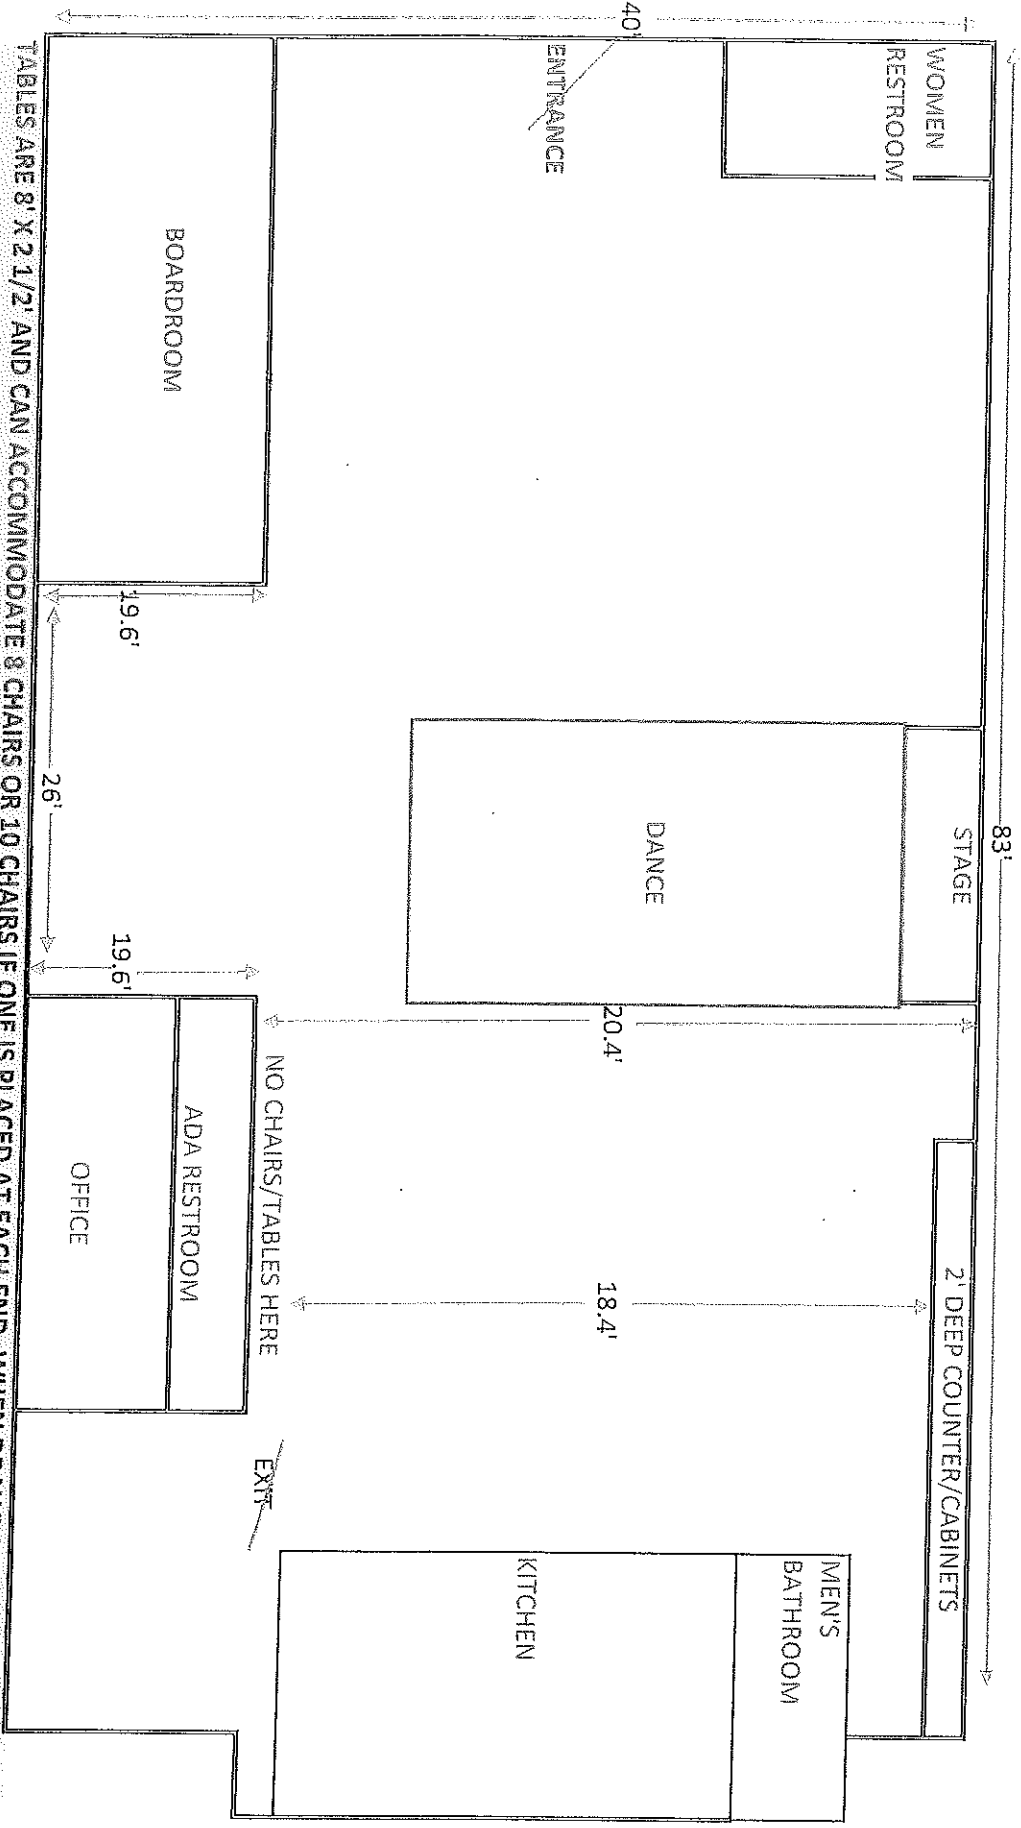 40'
WOMEN
RESTROOM
ENTRANCE
BOARDROOM
83'
STAGE
DANCE
19.6'
26'
19.6'
20.4'
NO CHAIRS/TABLES HERE
ADA RESTROOM
OFFICE
18.4'
2' DEEP COUNTER/CABINETS
EXIT
MEN'S
BATHROOM
KITCHEN
TABLES ARE 8' X 2 1/2' AND CAN ACCOMMODATE 8 CHAIRS OR 10 CHAIRS IF ONE IS PLACED AT EACH END